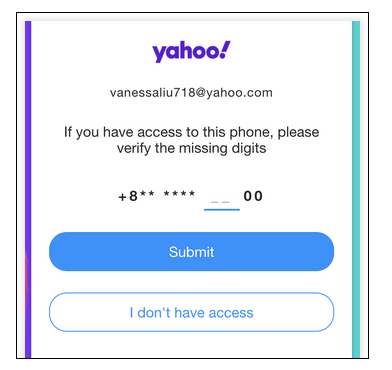 yahoo!
vanessaliu718@yahoo.com
If you have access to this phone, please
verify the missing digits
+8** **** _ _ 00
Submit
I don't have access